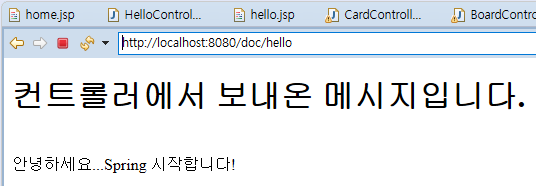 home.jsp HelloControl... hello.jsp CardControll... BoardContro
http://localhost:8080/doc/hello
컨트롤러에서 보내온 메시지입니다.
안녕하세요...Spring 시작합니다!